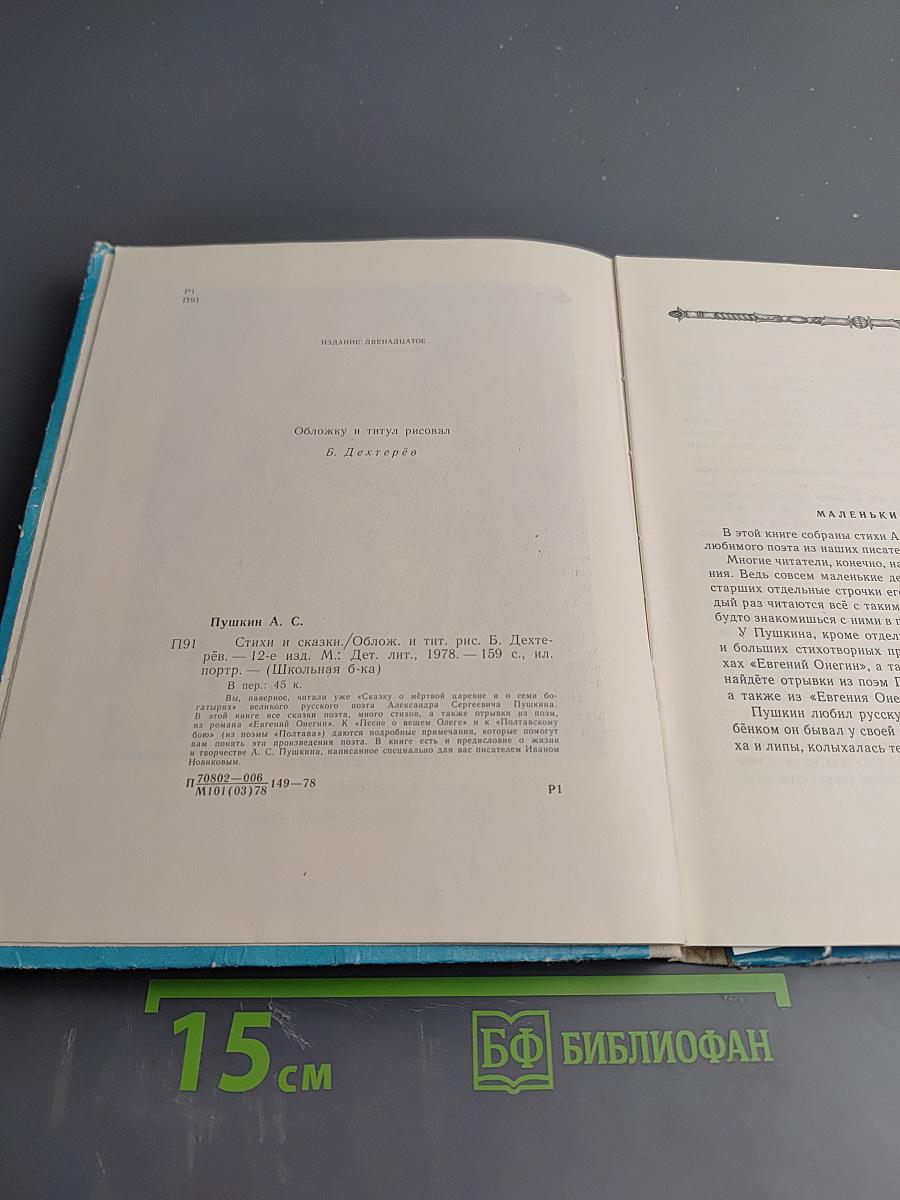 Р1
П91
ИЗДАНИЕ ДВЕНАДЦАТОЕ
Обложку и титул рисовал
Б. Дехтерёв
Пушкин А. С.
П91 Стихи и сказки./Облож. и тит. рис. Б. Дехте-
рёв. — 12-е изд. М.: Дет. лит., 1978. — 159 с., ил.
портр. — (Школьная б-ка)
В пер.: 45 к.
Вы, наверное, читали уже «Сказку о мёртвой царевне и о семи бо-
гатырях» великого русского поэта Александра Сергеевича Пушкина.
В этой книге все сказки поэта, много стихов, а также отрывки из поэм,
из романа «Евгений Онегин». К «Песне о вещем Олеге» и к «Полтавскому
бою» (из поэмы «Полтава») даются подробные примечания, которые помогут
вам понять эти произведения поэта. В книге есть и предисловие о жизни
и творчестве А. С. Пушкина, написанное специально для вас писателем Иваном
Новиковым.
П 70802—006
М101(03)78 149—78
Р1
МАЛЕНЬКИ
В этой книге собраны стихи А
любимого поэта из наших писате
Многие читатели, конечно, на
ния. Ведь совсем маленькие де
старших отдельные строчки ег
дый раз читаются всё с таким
будто знакомишься с ними в п
У Пушкина, кроме отдел
и больших стихотворных пр
хах «Евгений Онегин», а та
найдёте отрывки из поэм П
а также из «Евгения Оне
Пушкин любил русску
бёнком он бывал у своей
ха и липы, колыхалась те
15 см
БФ БИБЛИОФАН